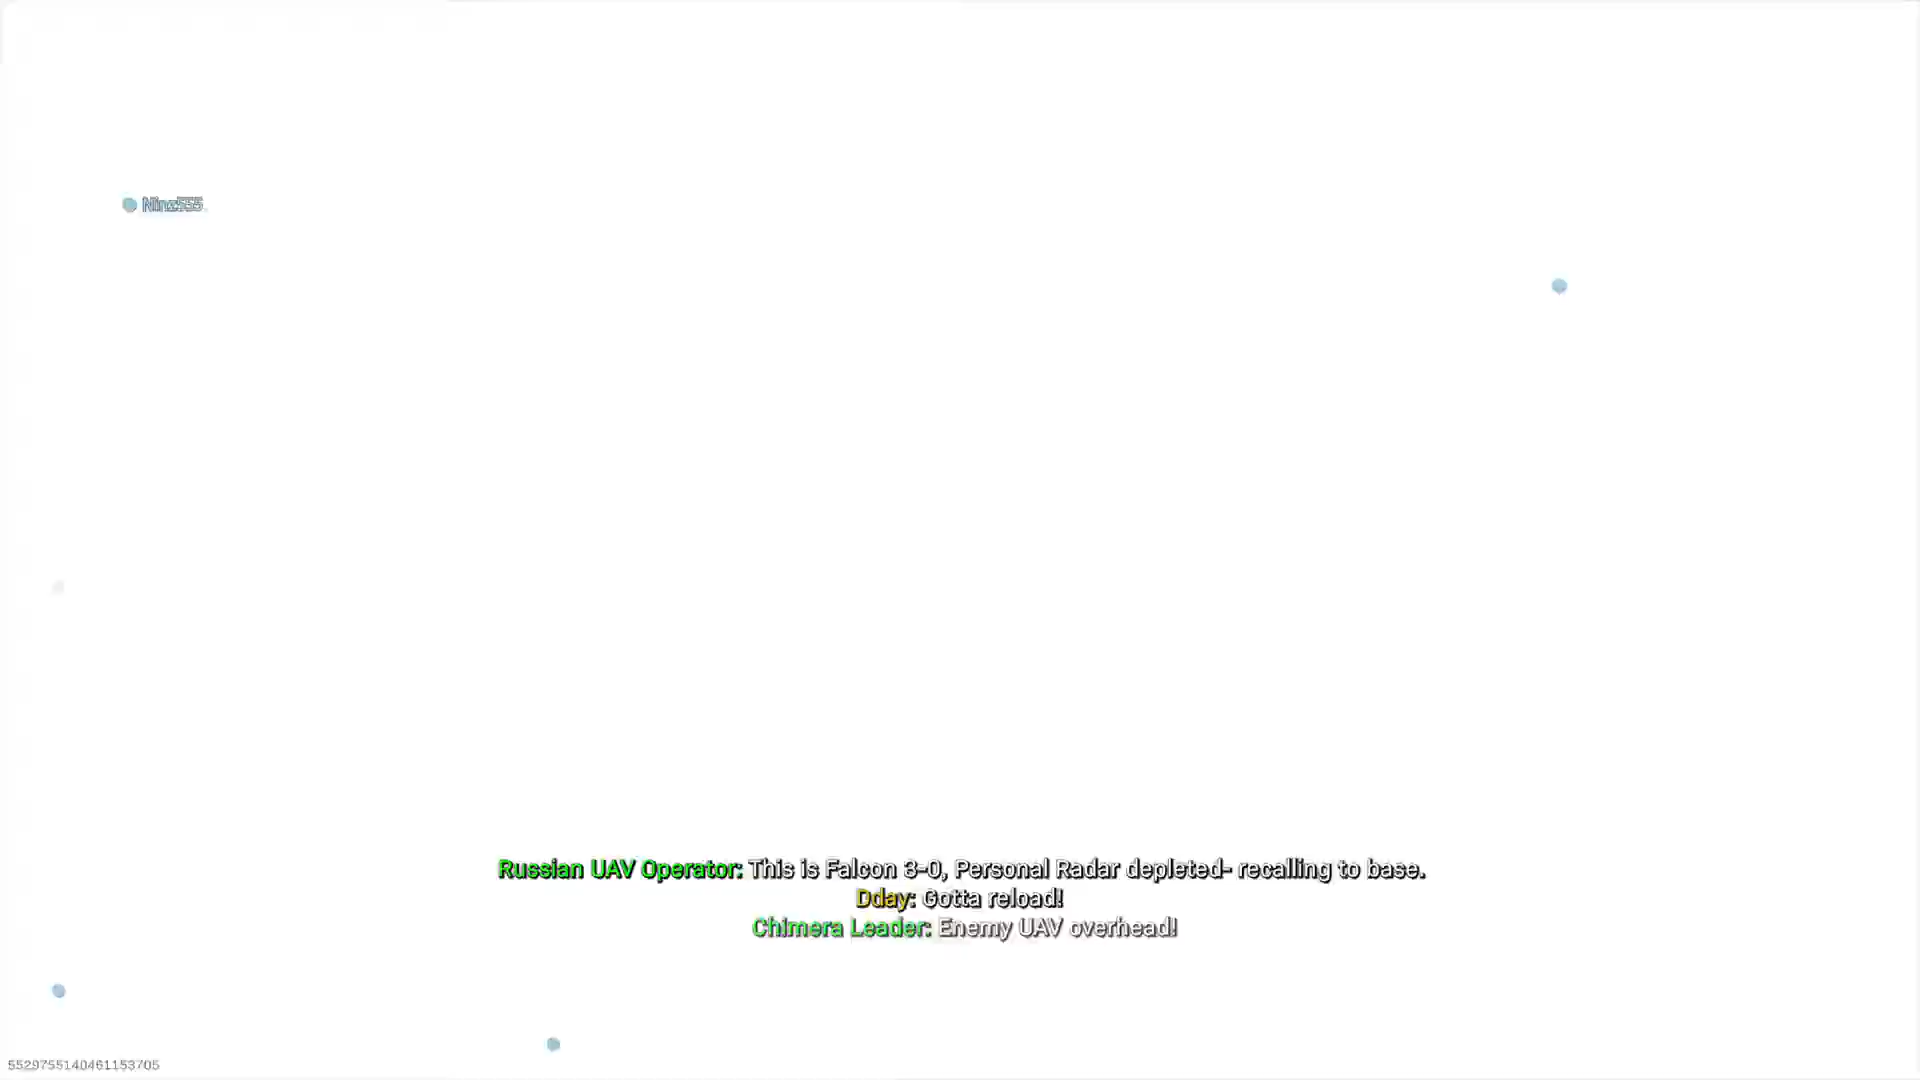 Nino555
Russian UAV Operator: This is Falcon 3-0, Personal Radar depleted- recalling to base.
Dday: Gotta reload!
Chimera Leader: Enemy UAV overhead!
5529755140461153705